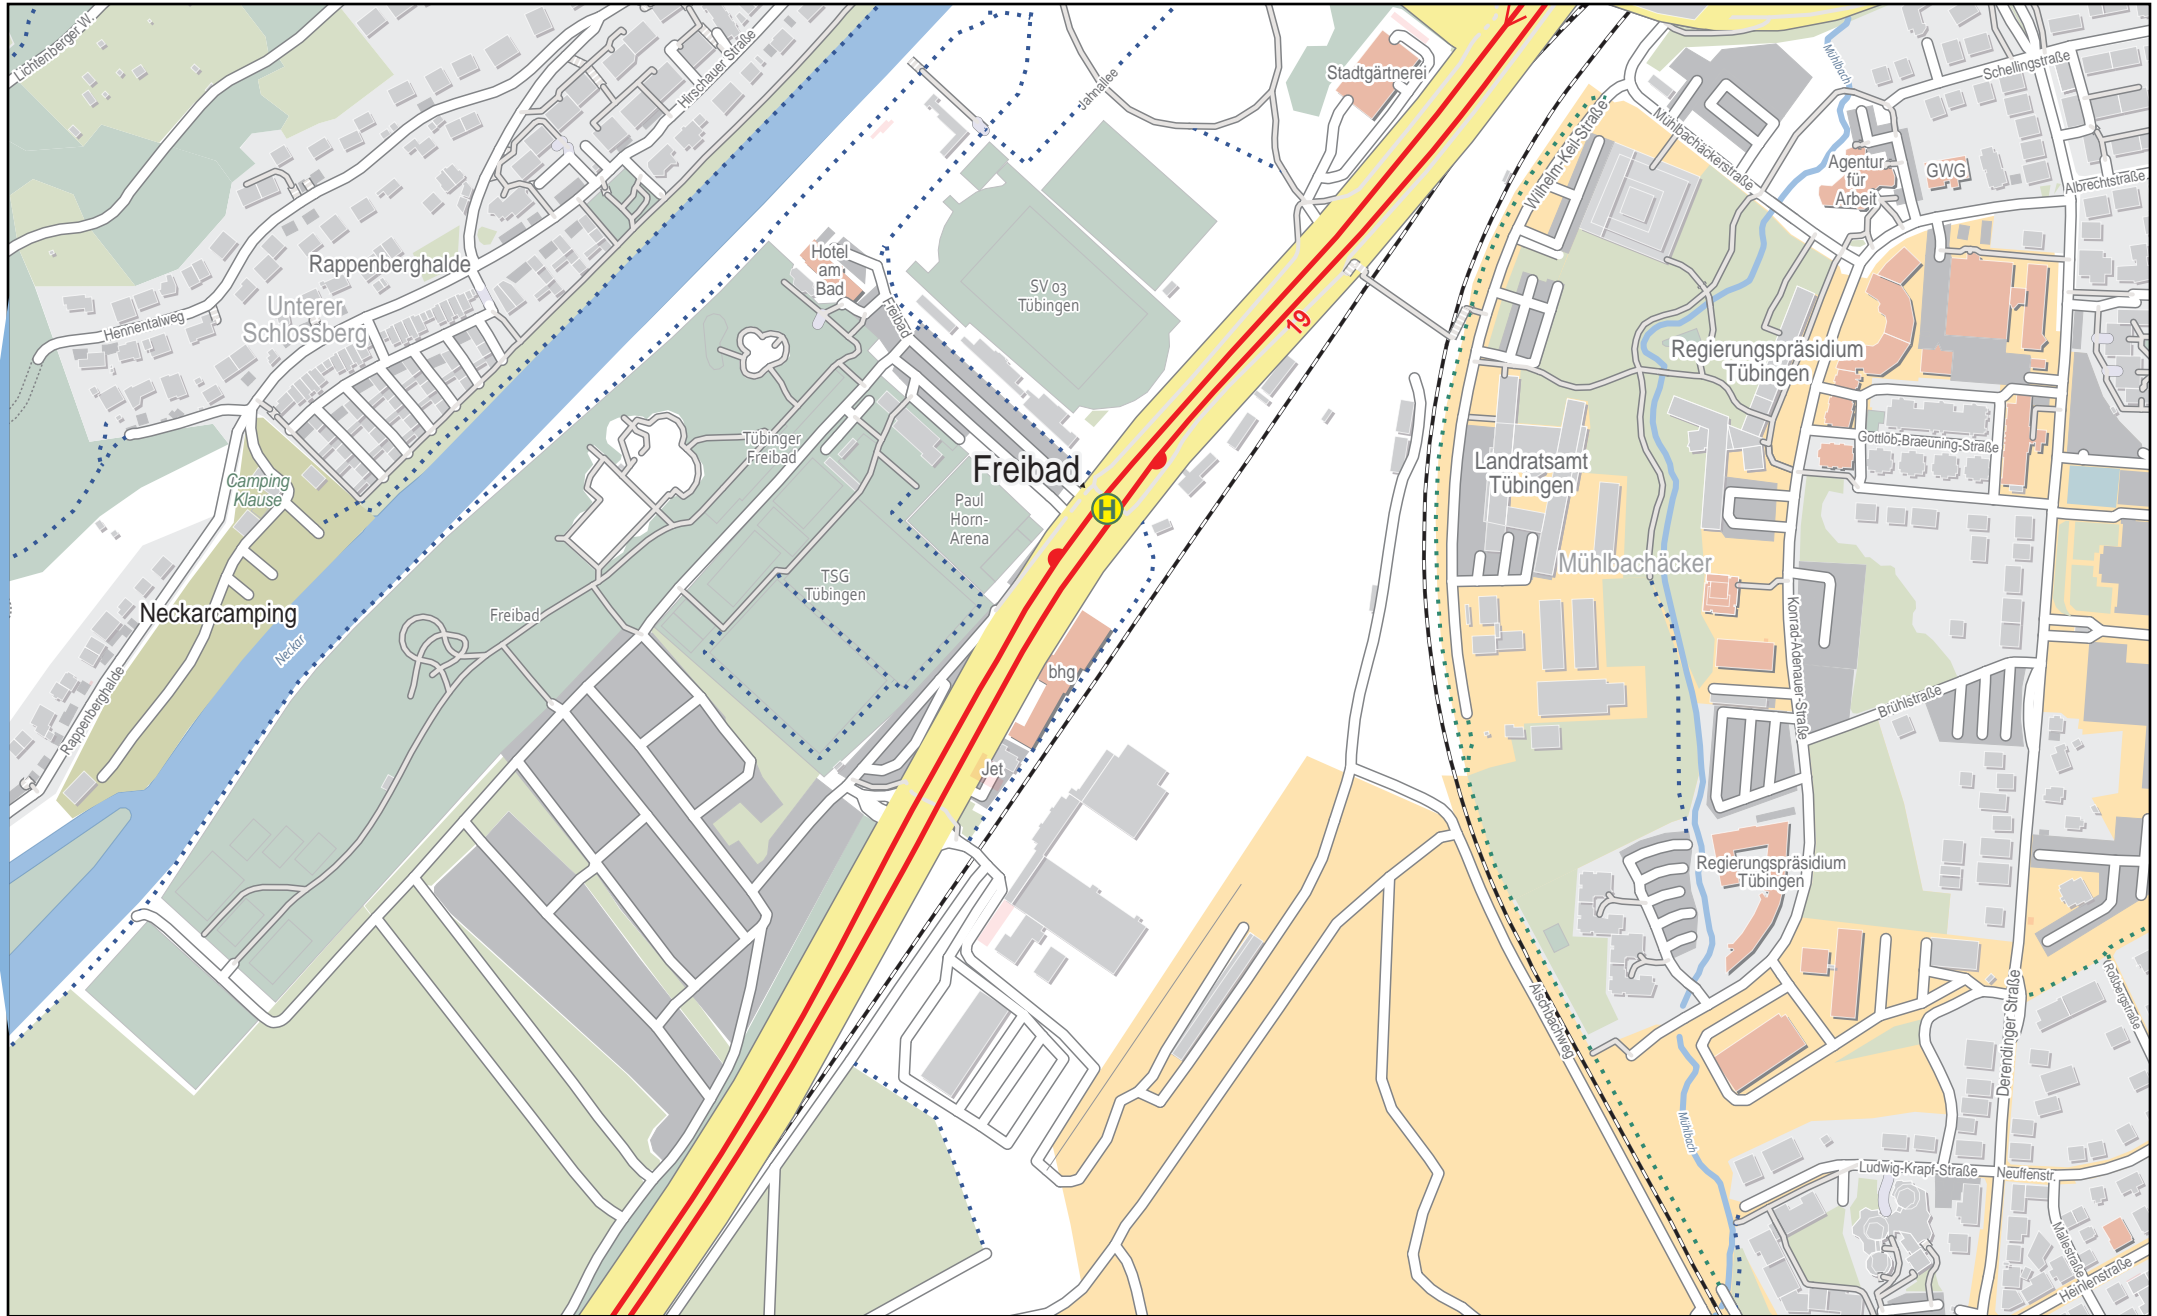 Lichtenberger W.
Hirschauer Straße
Jahnallee
Stadtgärtnerei
Mühlbach
Schellingstraße
Wilhelm-Keil-Straße
Mühlbachäckerstraße
Agentur
für
Arbeit
GWG
Albrechtstraße
Rappenberghalde
Unterer
Schlossberg
Hennentalweg
Hotel
am
Bad
Freibad
SV 03
Tübingen
19
Regierungspräsidium
Tübingen
Gottlob-Braeuning-Straße
Tübinger
Freibad
Freibad
Landratsamt
Tübingen
Camping
Klause
Paul
Horn-
Arena
H
Mühlbachäcker
TSG
Tübingen
Neckarcamping
Freibad
Neckar
Konrad-Adenauer-Straße
Rappenberghalde
bhg
Brühlstraße
Jet
Regierungspräsidium
Tübingen
Aischbachweg
Derendinger Straße
Roßbergstraße
Mühlbach
Ludwig-Krapf-Straße
Neuffenstr.
Mallestraße
Heinlenstraße